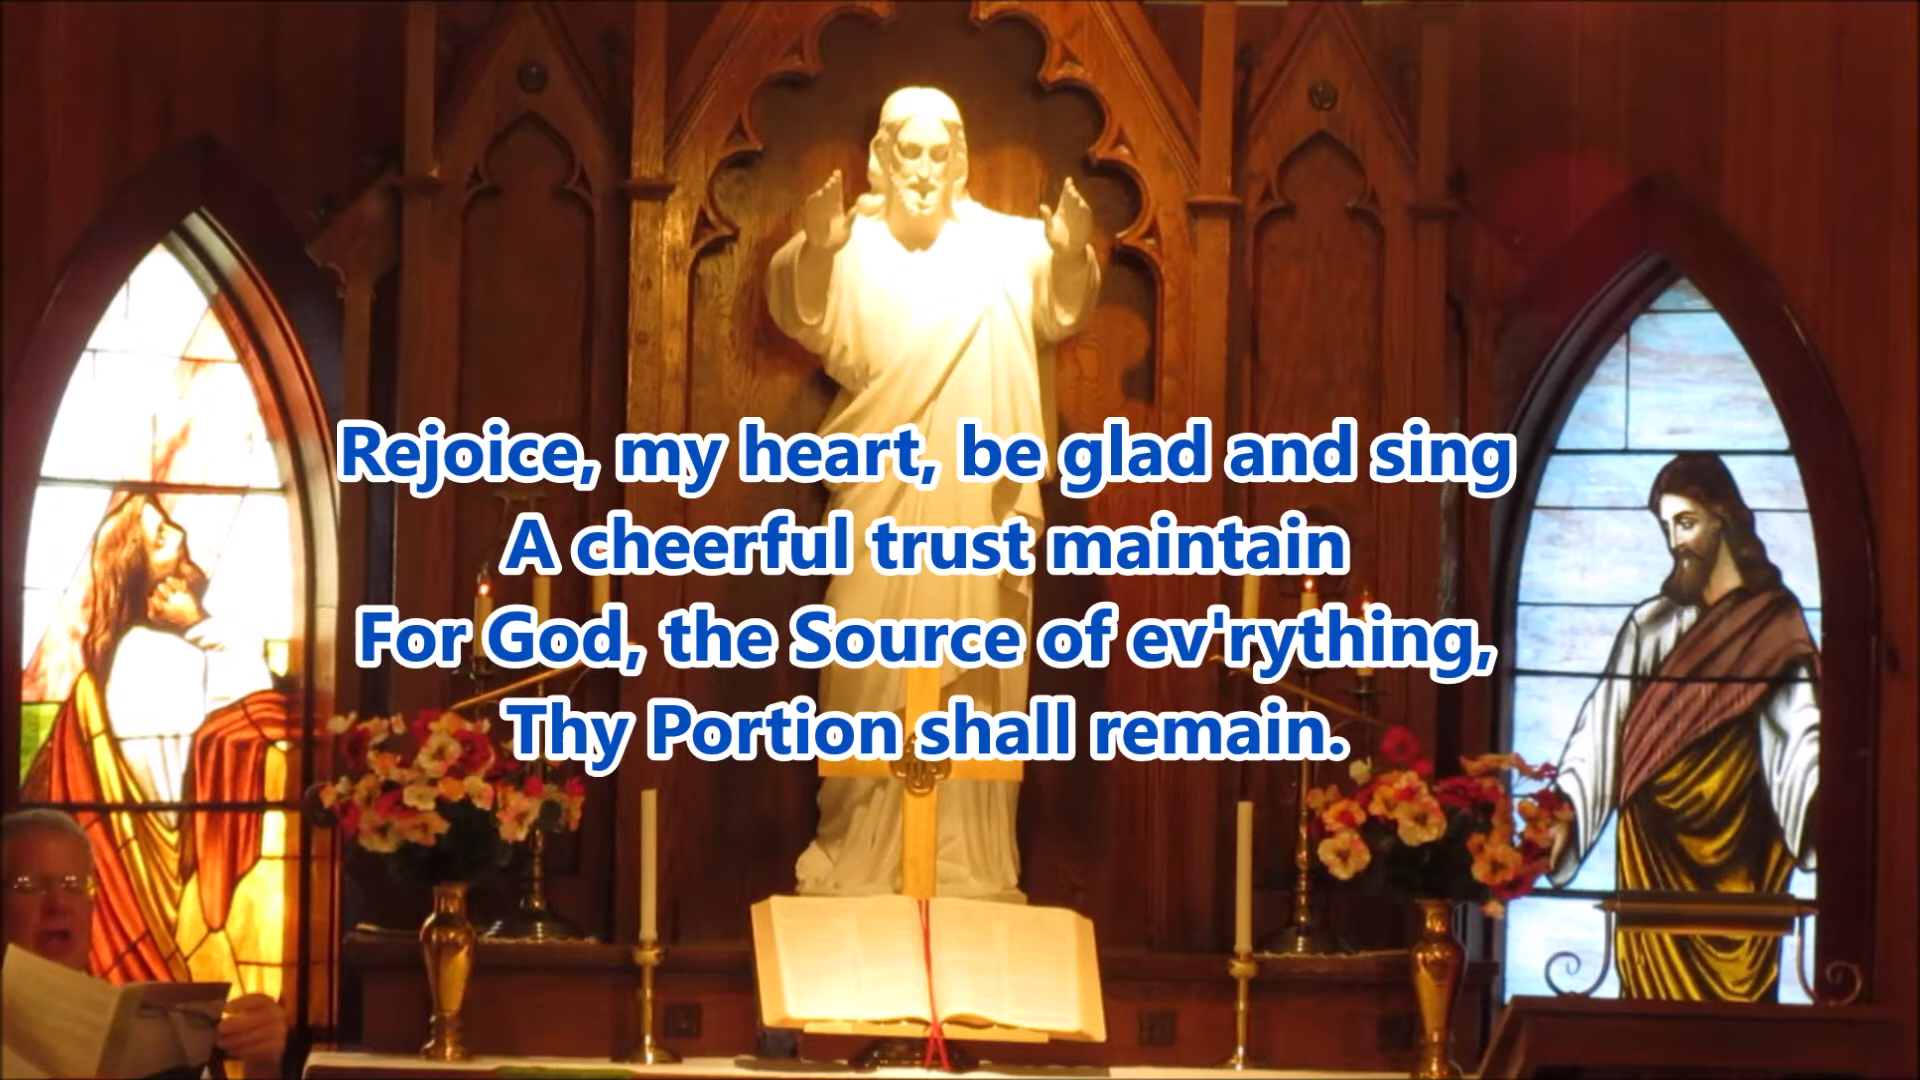 Rejoice, my heart, be glad and sing
A cheerful trust maintain
For God, the Source of ev'rything,
Thy Portion shall remain.